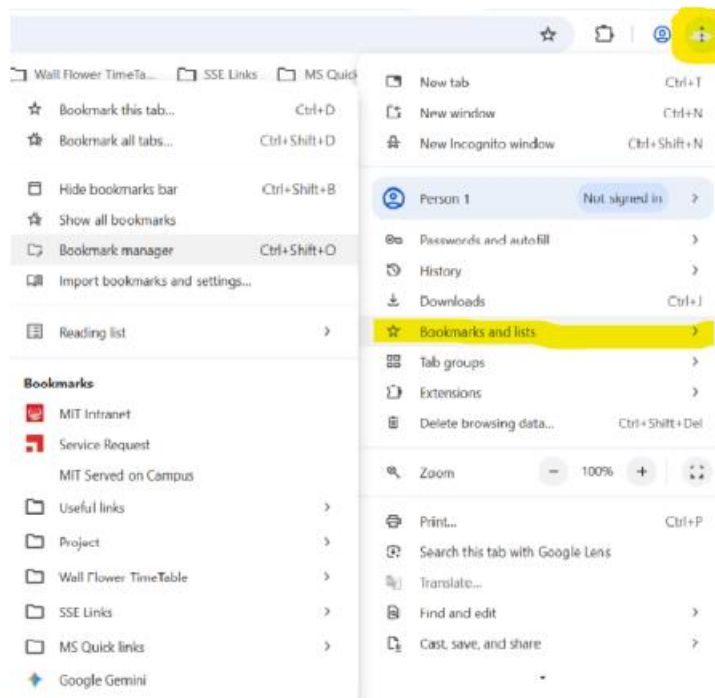 Wall Flower TimeTa... SSE Links MS Quick
Bookmark this tab... Ctrl+D
Bookmark all tabs... Ctrl+Shift+D
Hide bookmarks bar Ctrl+Shift+B
Show all bookmarks
Bookmark manager Ctrl+Shift+O
Import bookmarks and settings...
Reading list
Bookmarks
MIT Intranet
Service Request
MIT Served on Campus
Useful links
Project
Wall Flower TimeTable
SSE Links
MS Quick links
Google Gemini
New tab Ctrl+T
New window Ctrl+N
New Incognito window Ctrl+Shift+N
Person 1 Not signed in
Passwords and autofill
History
Downloads Ctrl+J
Bookmarks and lists
Tab groups
Extensions
Delete browsing data... Ctrl+Shift+Del
Zoom − 100% +
Print... Ctrl+P
Search this tab with Google Lens
Translate...
Find and edit
Cast, save, and share